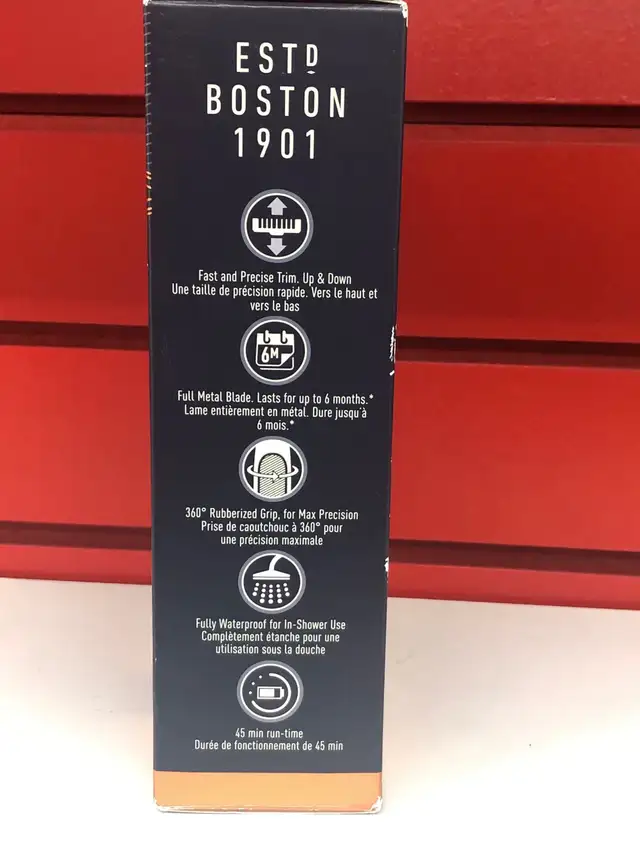 ESTD
BOSTON
1901
Fast and Precise Trim. Up & Down
Une taille de précision rapide. Vers le haut et
vers le bas
6M
Full Metal Blade. Lasts for up to 6 months.*
Lame entièrement en métal. Dure jusqu'à
6 mois.*
360° Rubberized Grip, for Max Precision
Prise de caoutchouc à 360° pour
une précision maximale
Fully Waterproof for In-Shower Use
Complètement étanche pour une
utilisation sous la douche
45 min run-time
Durée de fonctionnement de 45 min